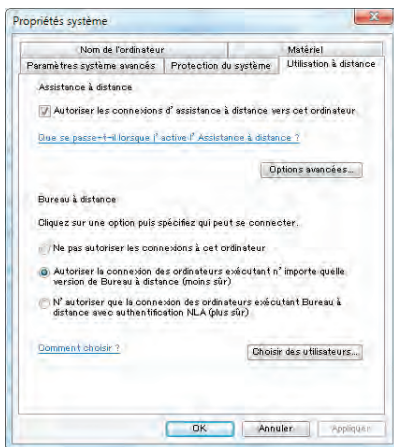 Propriétés système
Nom de l'ordinateur
Matériel
Paramètres système avancés
Protection du système
Utilisation à distance
Assistance à distance
Autoriser les connexions d'assistance à distance vers cet ordinateur
Que se passe-t-il lorsque j'active l'Assistance à distance ?
Options avancées...
Bureau à distance
Cliquez sur une option puis spécifiez qui peut se connecter.
Ne pas autoriser les connexions à cet ordinateur
Autoriser la connexion des ordinateurs exécutant n'importe quelle
version de Bureau à distance (moins sûr)
N'autoriser que la connexion des ordinateurs exécutant Bureau à
distance avec authentification NLA (plus sûr)
Comment choisir ?
Choisir des utilisateurs...
OK
Annuler
Appliquer